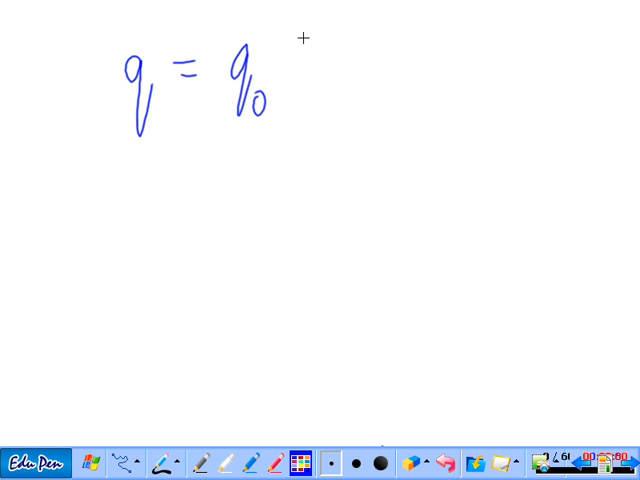 q = q₀
Edu Pen